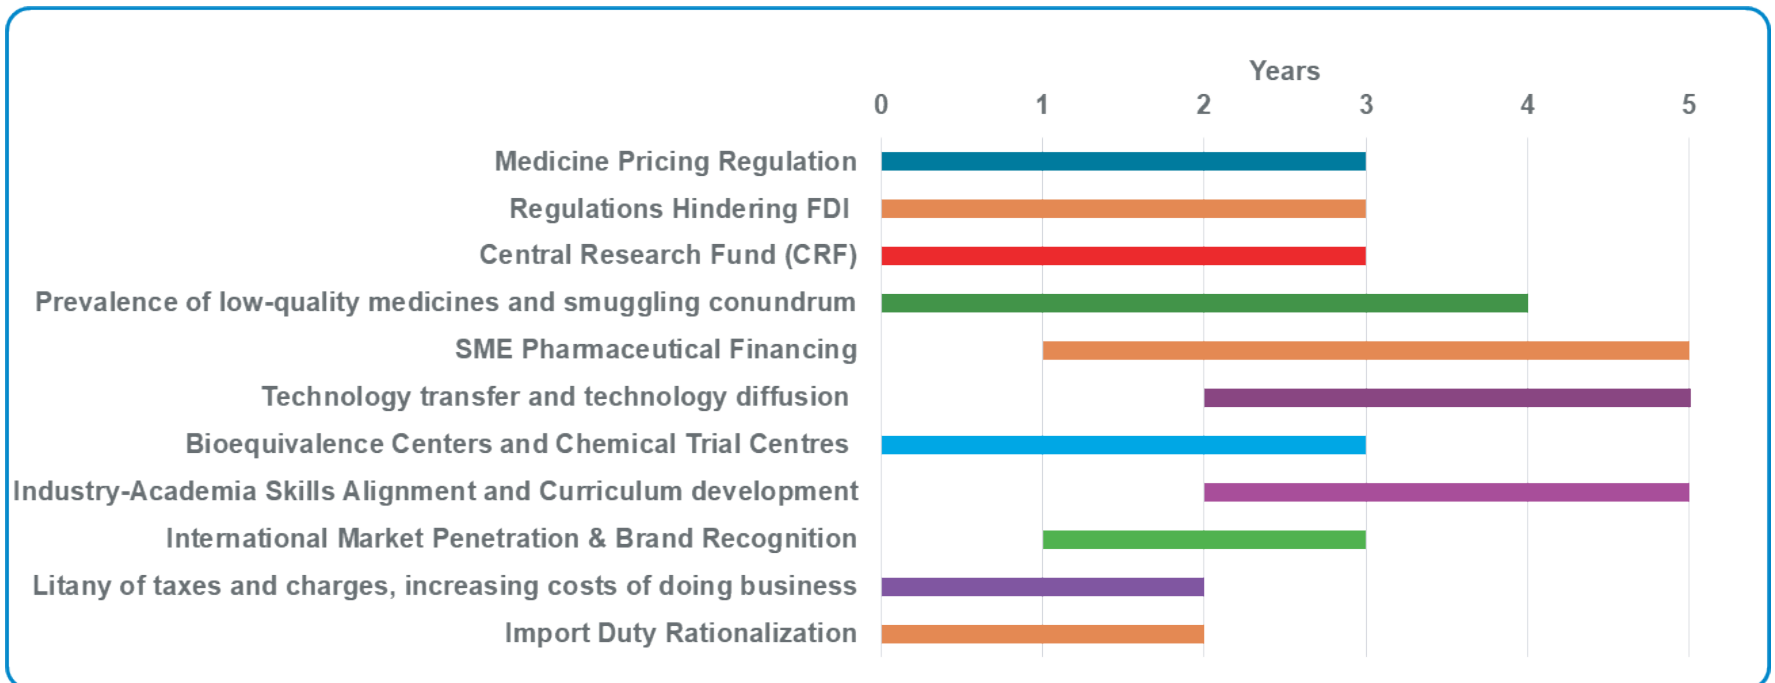 Years
0 1 2 3 4 5
Medicine Pricing Regulation
Regulations Hindering FDI
Central Research Fund (CRF)
Prevalence of low-quality medicines and smuggling conundrum
SME Pharmaceutical Financing
Technology transfer and technology diffusion
Bioequivalence Centers and Chemical Trial Centres
Industry-Academia Skills Alignment and Curriculum development
International Market Penetration & Brand Recognition
Litany of taxes and charges, increasing costs of doing business
Import Duty Rationalization